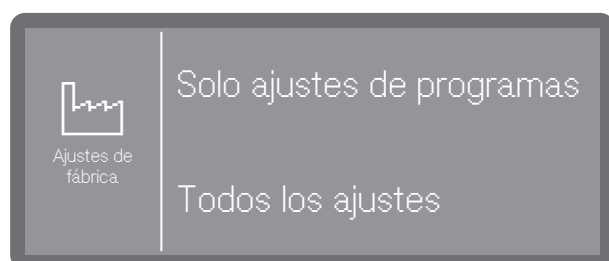 Ajustes de
fábrica
Solo ajustes de programas
Todos los ajustes